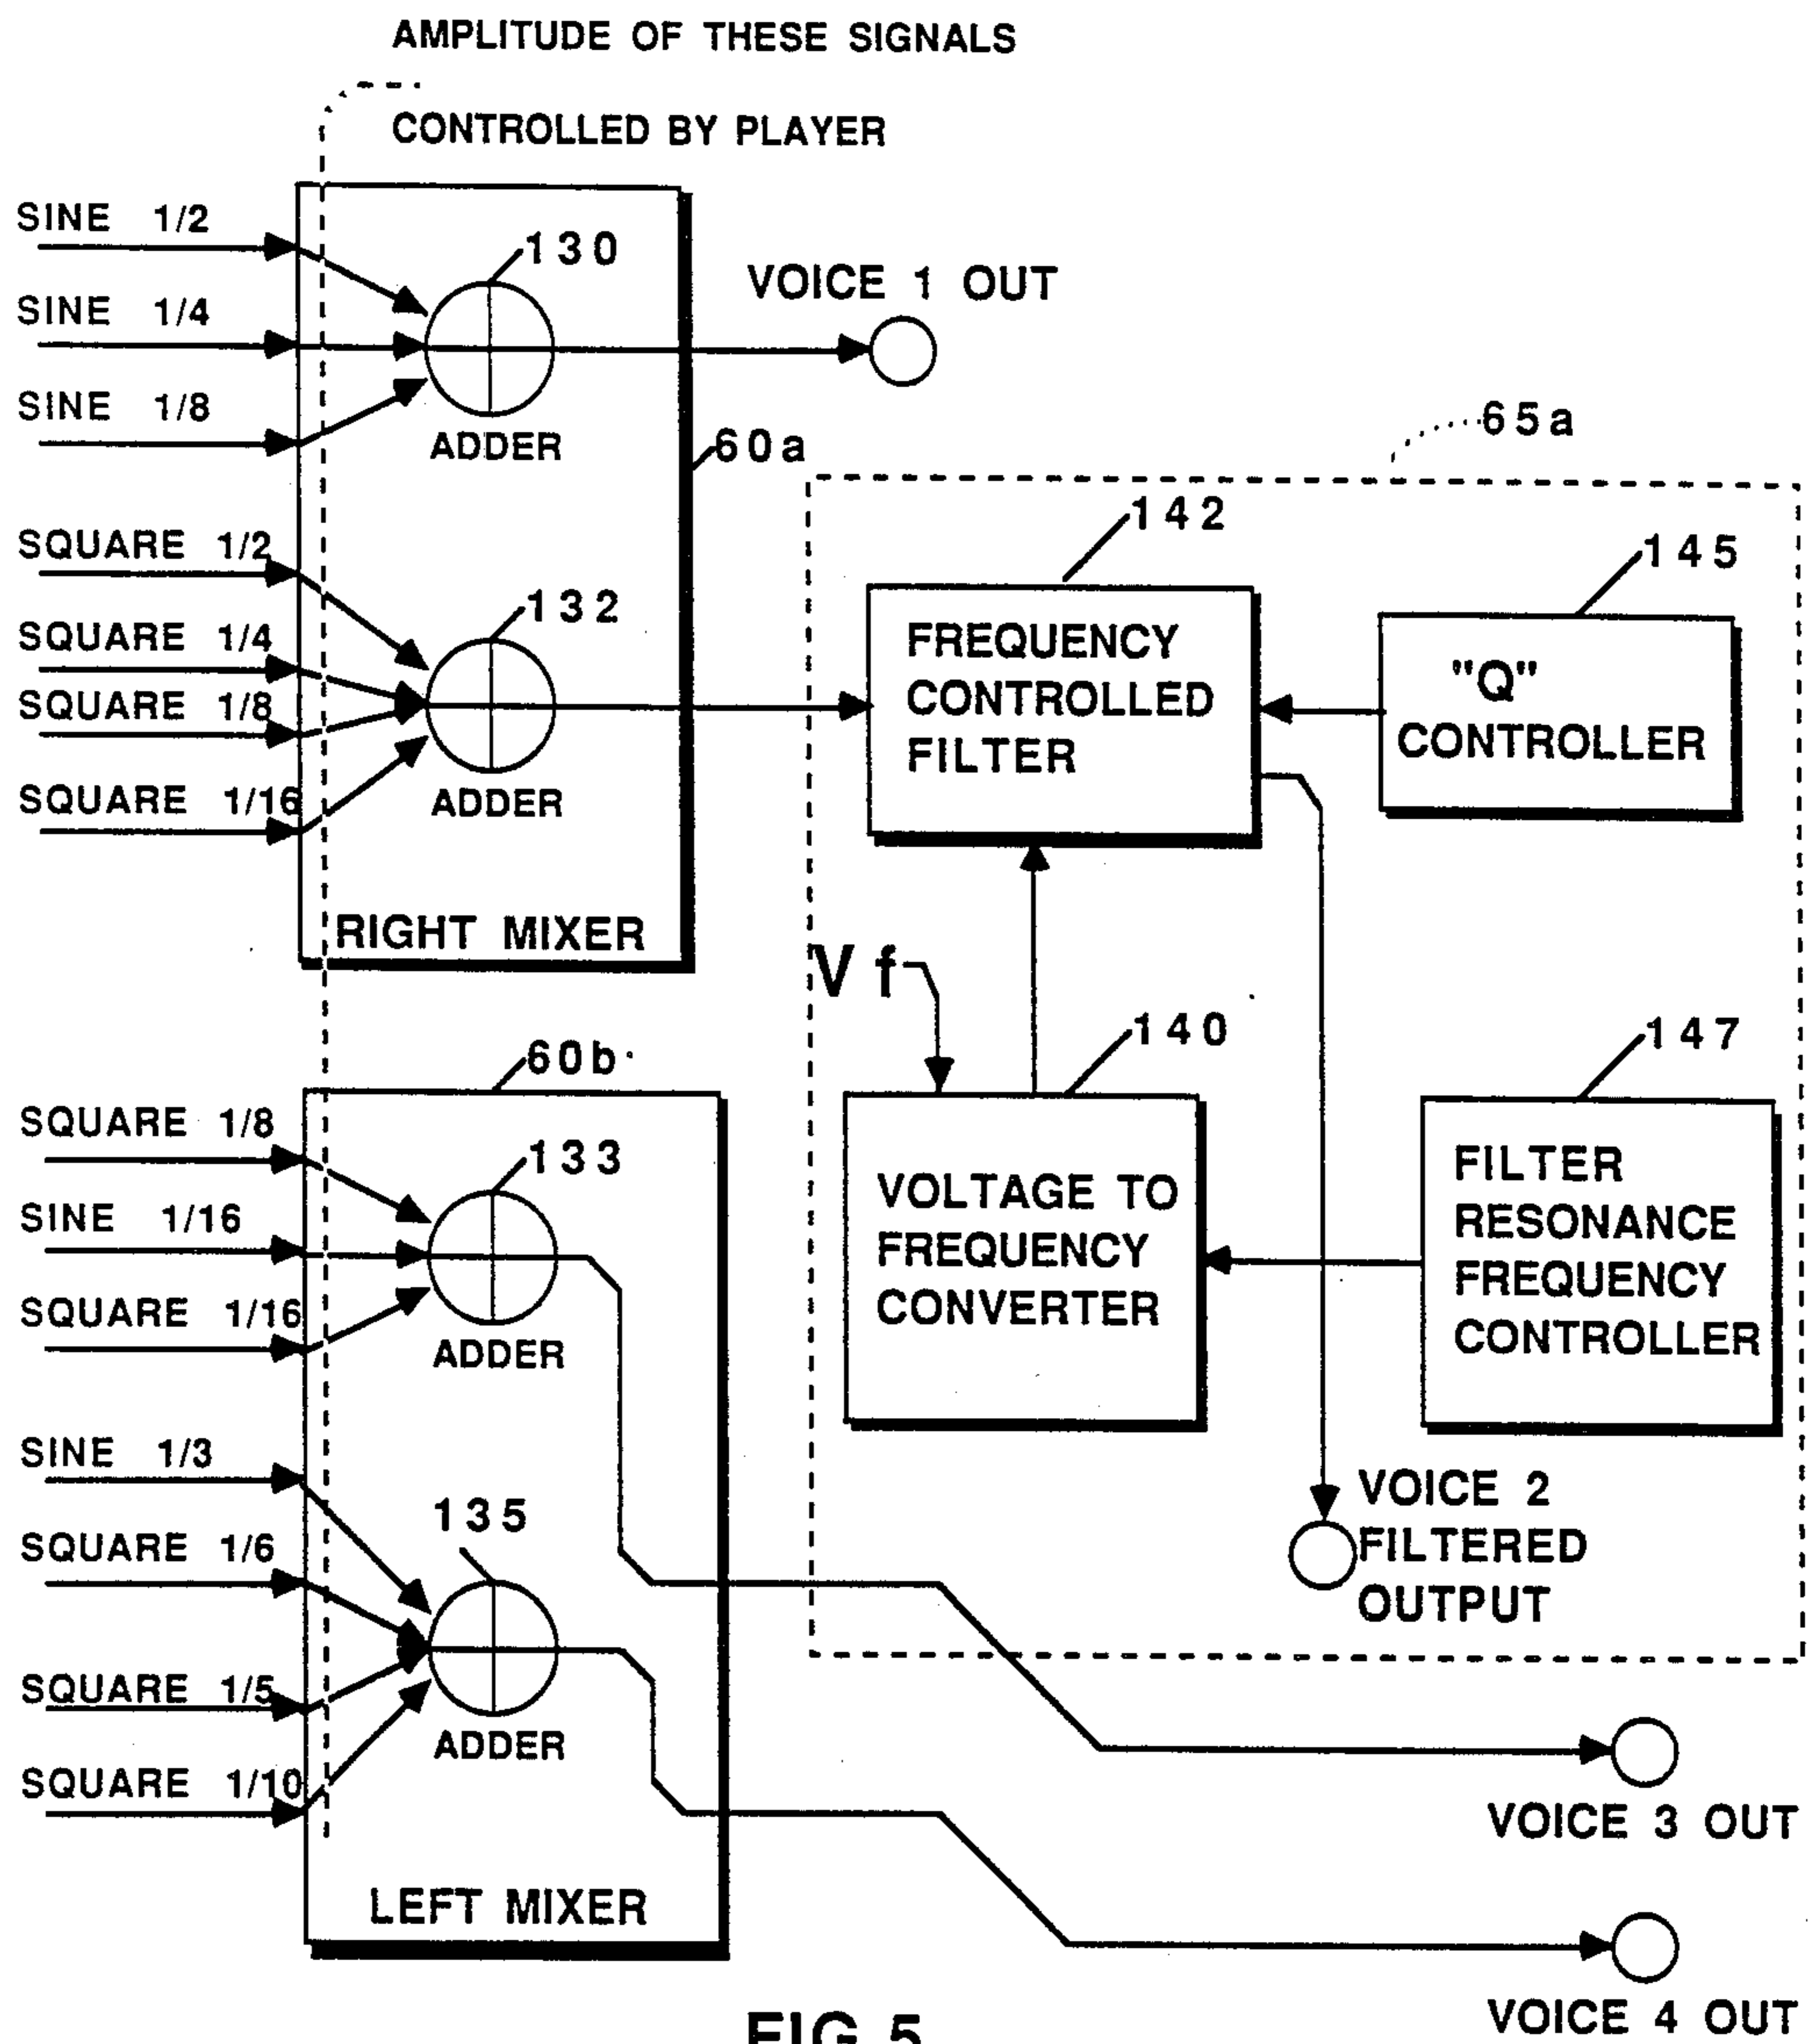 AMPLITUDE OF THESE SIGNALS
CONTROLLED BY PLAYER
SINE 1/2
SINE 1/4
SINE 1/8
130
ADDER
VOICE 1 OUT
60a
65a
SQUARE 1/2
SQUARE 1/4
SQUARE 1/8
SQUARE 1/16
132
ADDER
RIGHT MIXER
142
FREQUENCY
CONTROLLED
FILTER
145
"Q"
CONTROLLER
V f
140
VOLTAGE TO
FREQUENCY
CONVERTER
147
FILTER
RESONANCE
FREQUENCY
CONTROLLER
60b
SQUARE 1/8
SINE 1/16
SQUARE 1/16
133
ADDER
SINE 1/3
SQUARE 1/6
SQUARE 1/5
SQUARE 1/10
135
ADDER
LEFT MIXER
VOICE 2
FILTERED
OUTPUT
VOICE 3 OUT
VOICE 4 OUT
FIG 5